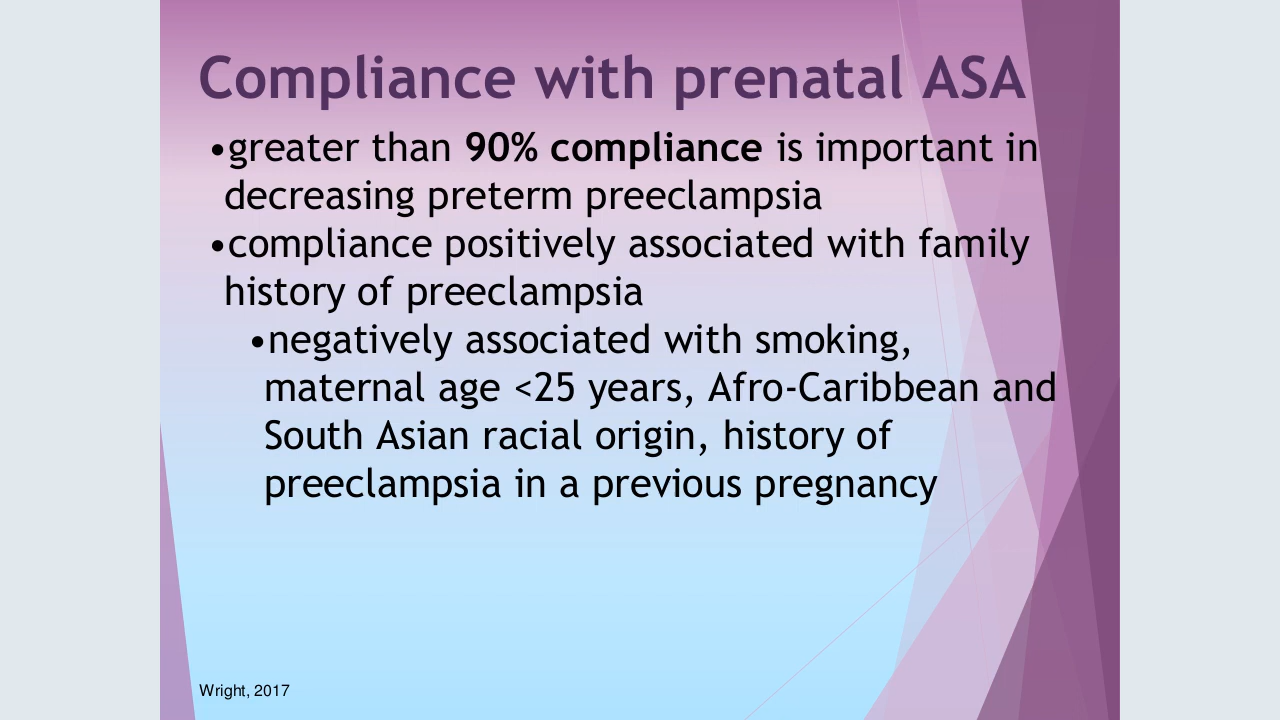 Compliance with prenatal ASA
•greater than 90% compliance is important in
decreasing preterm preeclampsia
•compliance positively associated with family
history of preeclampsia
•negatively associated with smoking,
maternal age <25 years, Afro-Caribbean and
South Asian racial origin, history of
preeclampsia in a previous pregnancy
Wright, 2017